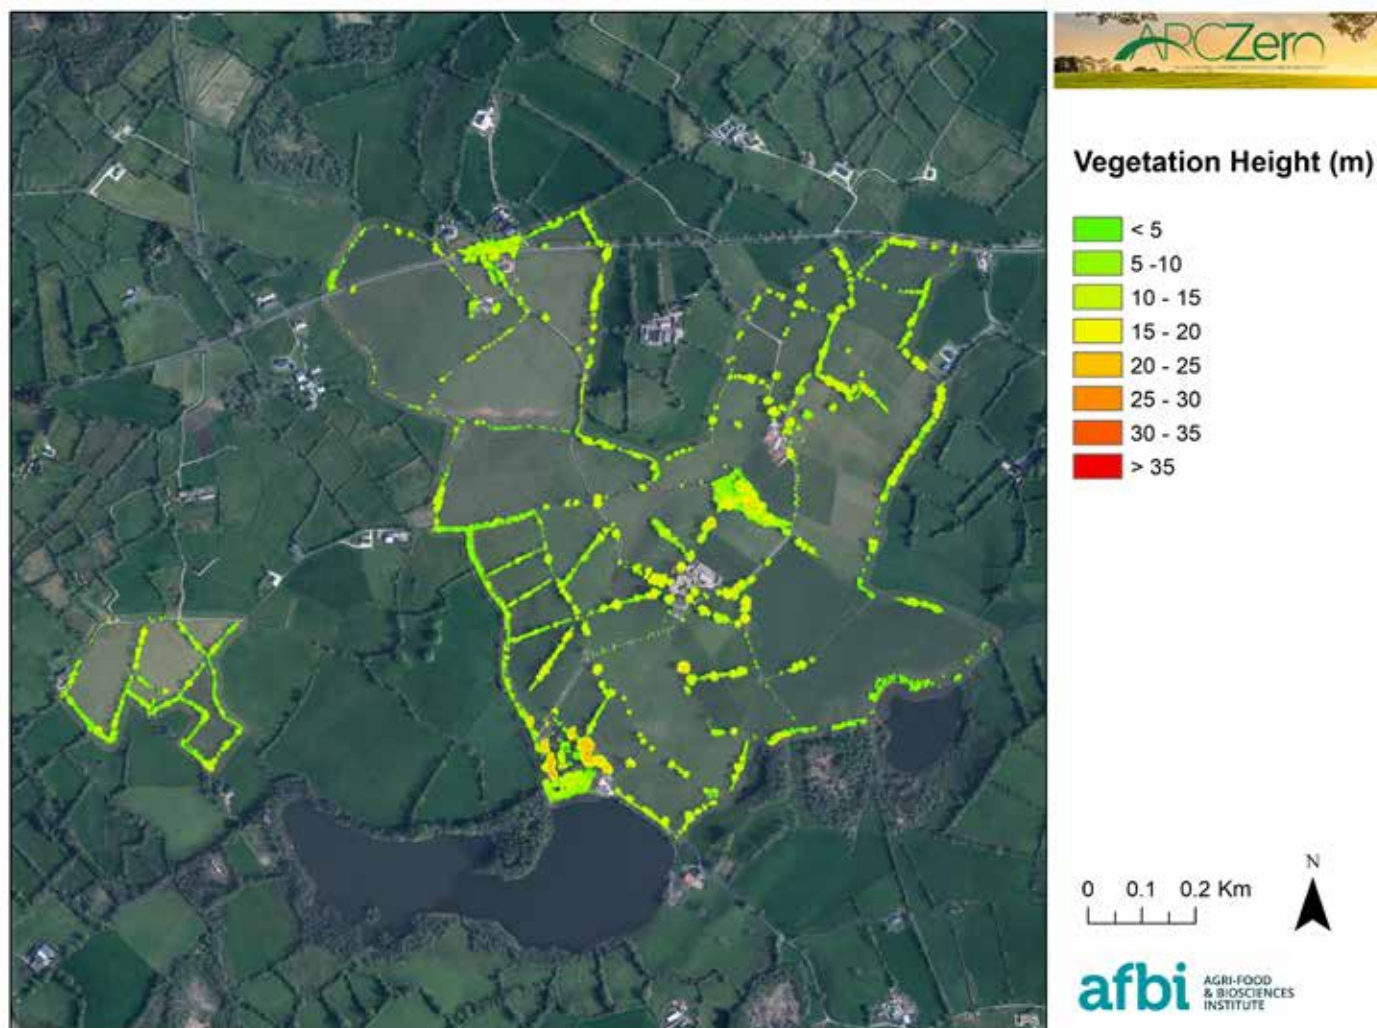 ARCZero
Vegetation Height (m)
< 5
5 -10
10 - 15
15 - 20
20 - 25
25 - 30
30 - 35
> 35
N
0 0.1 0.2 Km
afbi
AGRI-FOOD
& BIOSCIENCES
INSTITUTE